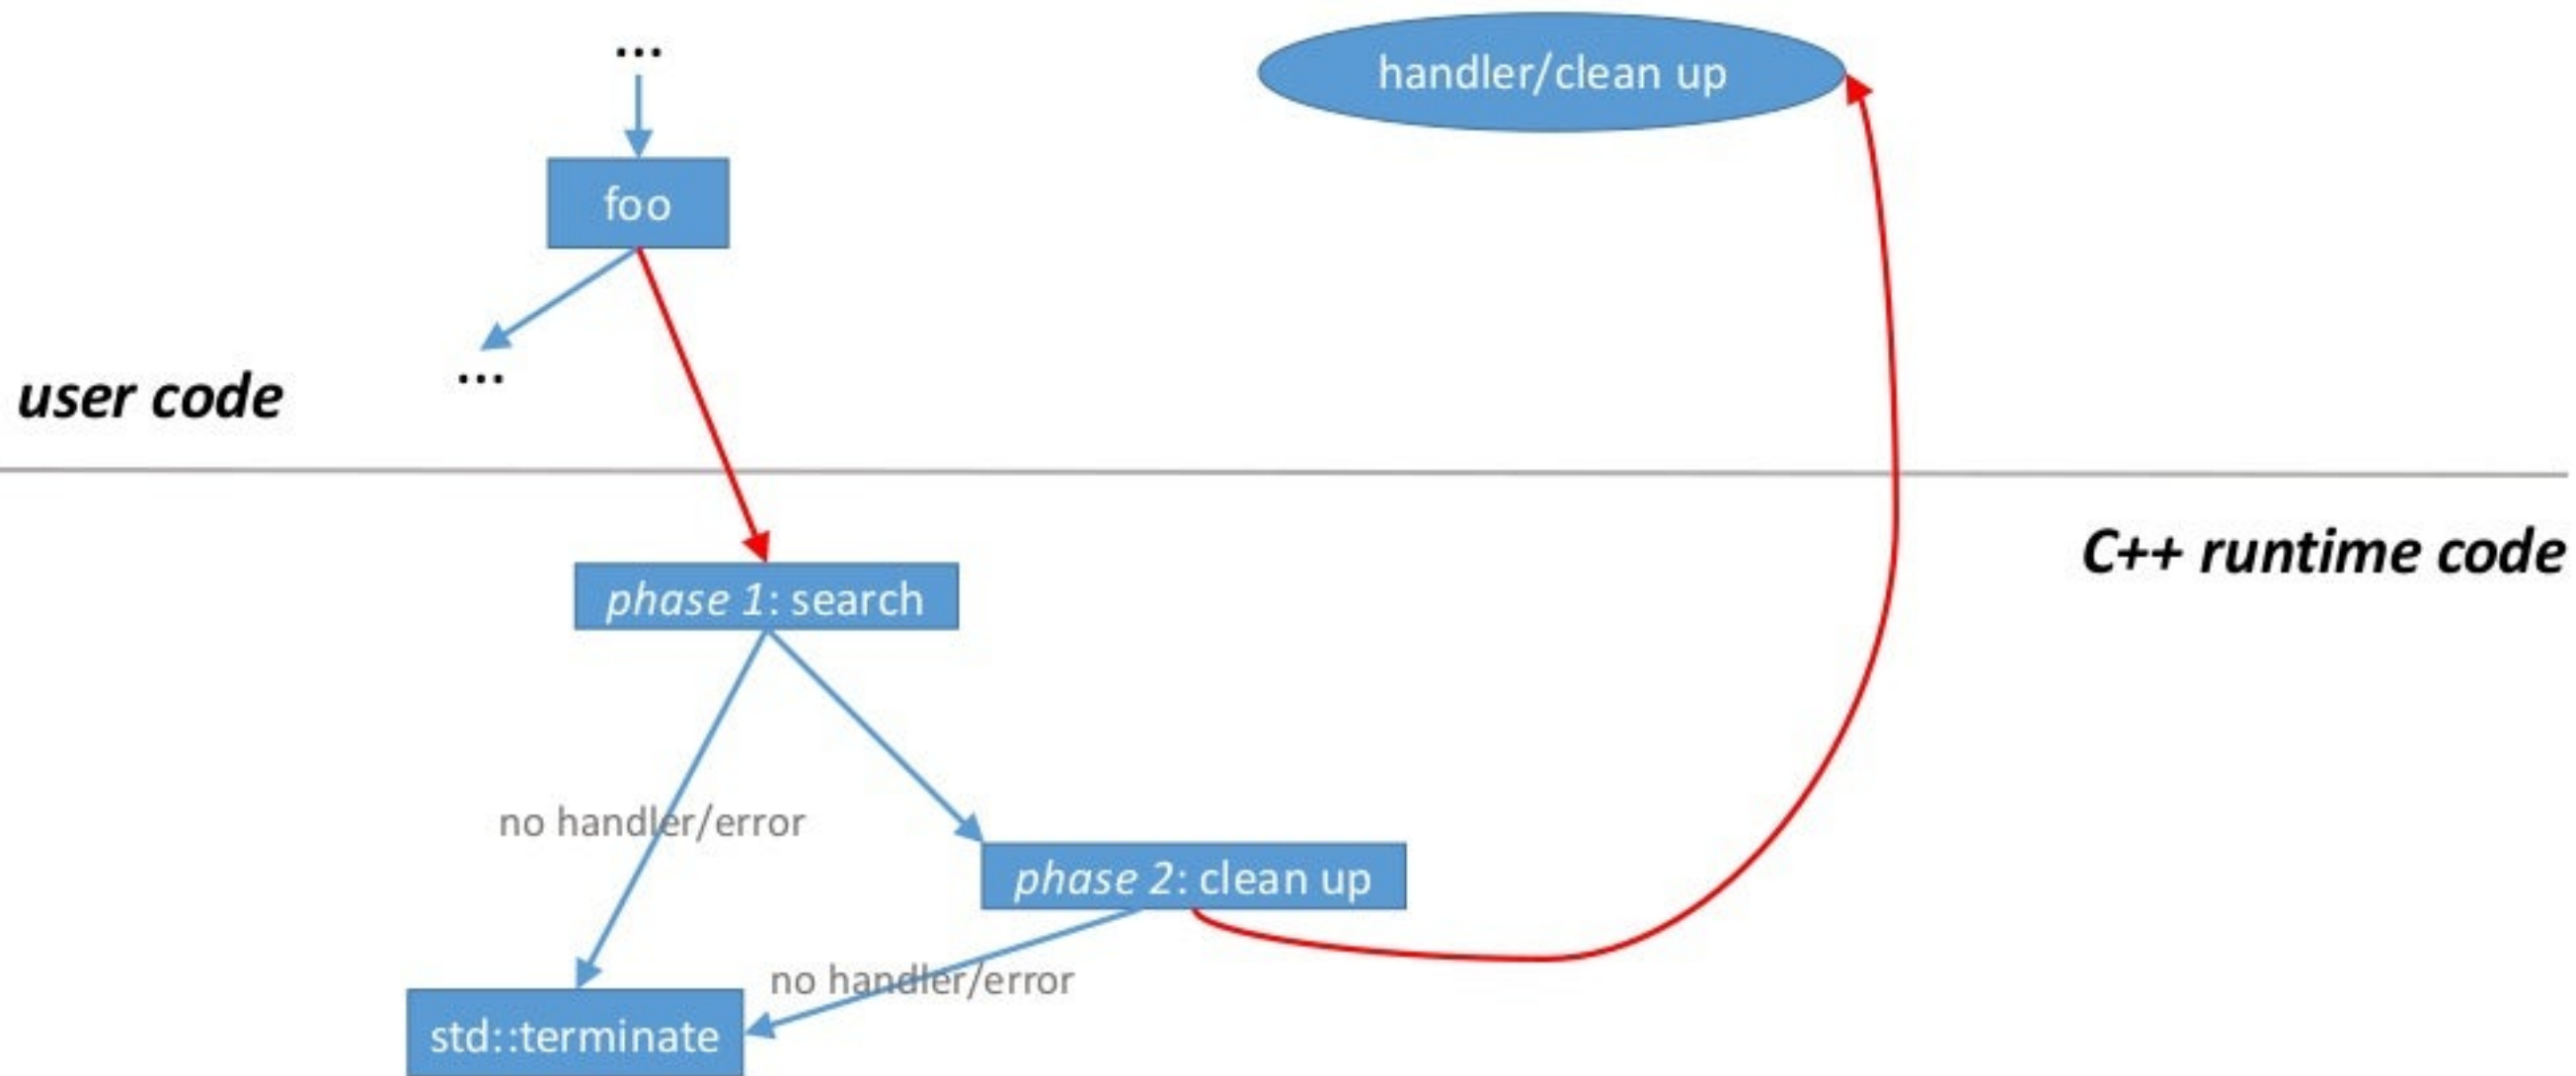 ...
handler/clean up
foo
...
user code
C++ runtime code
phase 1: search
no handler/error
phase 2: clean up
no handler/error
std::terminate